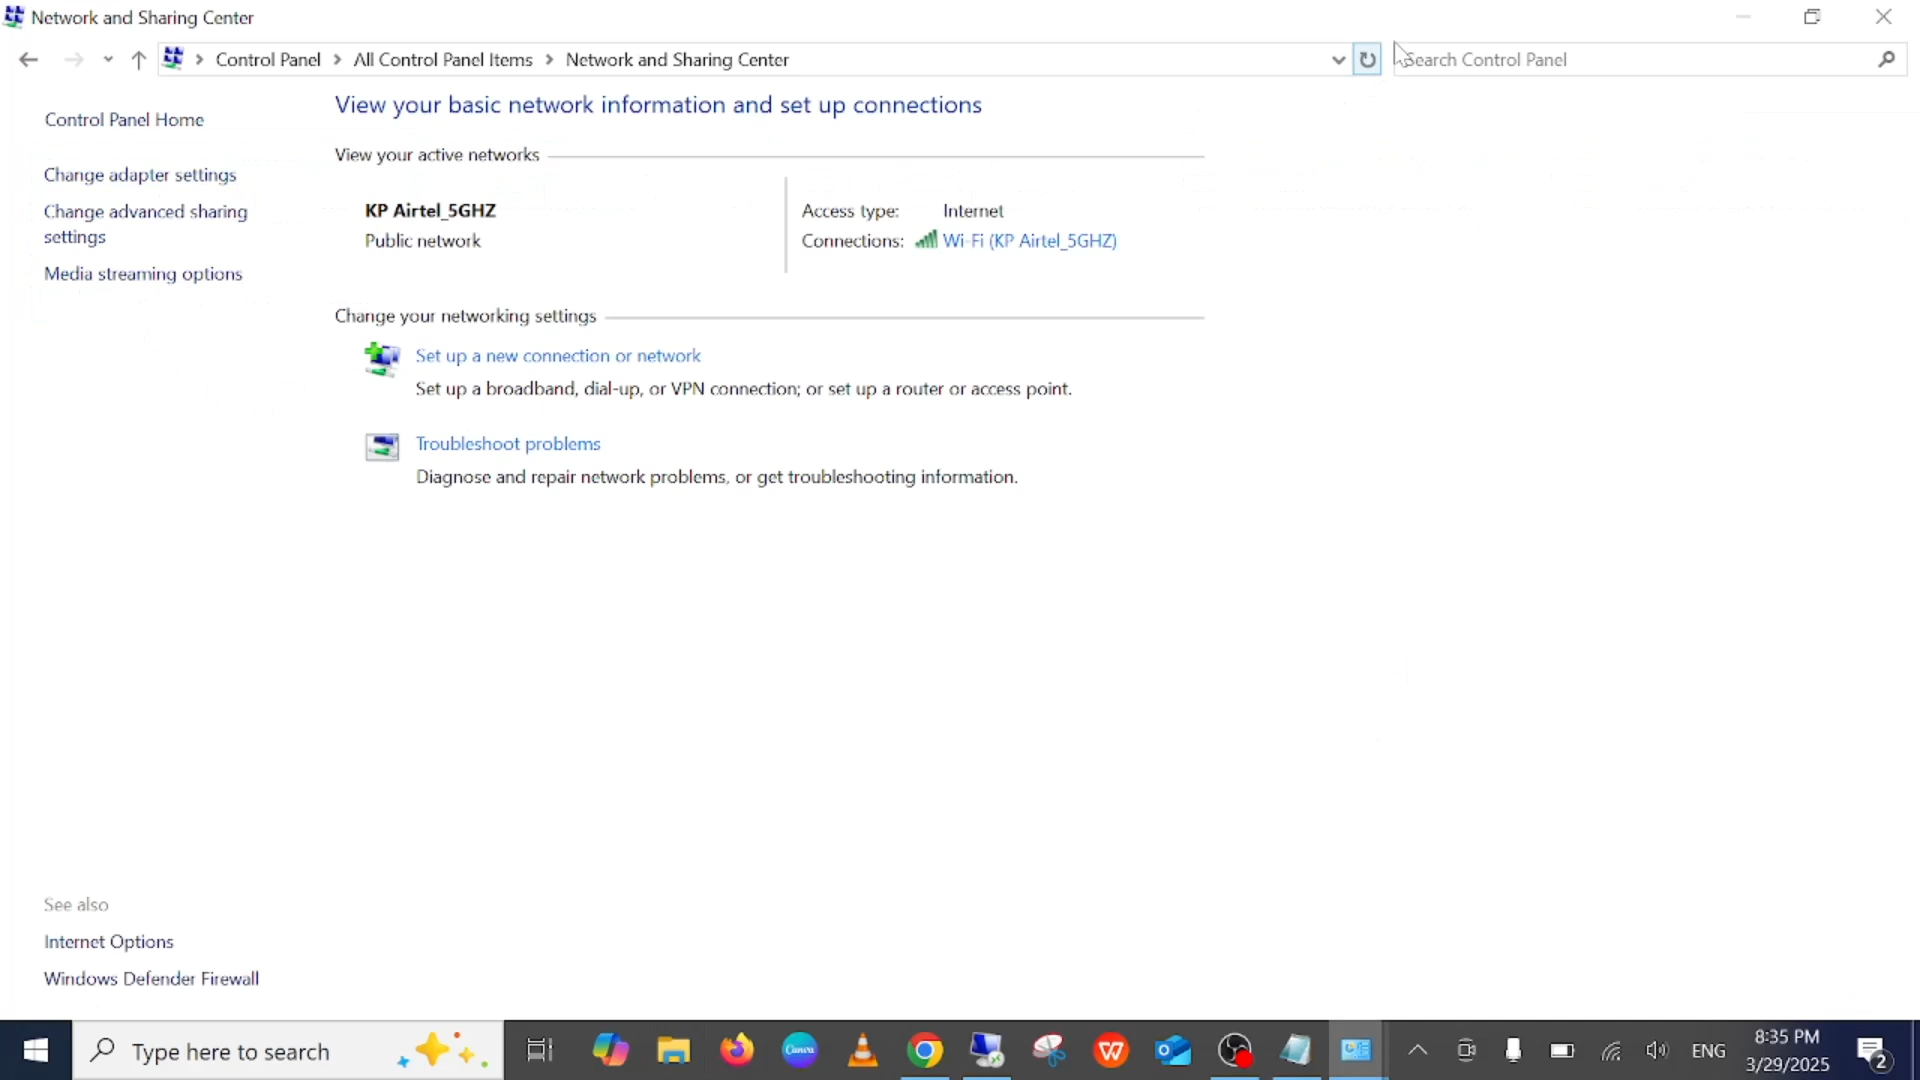 Network and Sharing Center
Control Panel > All Control Panel Items > Network and Sharing Center
Search Control Panel
Control Panel Home
Change adapter settings
Change advanced sharing
settings
Media streaming options
View your basic network information and set up connections
View your active networks
KP Airtel_5GHZ
Public network
Access type: Internet
Connections: Wi-Fi (KP Airtel_5GHZ)
Change your networking settings
Set up a new connection or network
Set up a broadband, dial-up, or VPN connection; or set up a router or access point.
Troubleshoot problems
Diagnose and repair network problems, or get troubleshooting information.
See also
Internet Options
Windows Defender Firewall
Type here to search
Canva
W
ENG
8:35 PM
3/29/2025
2